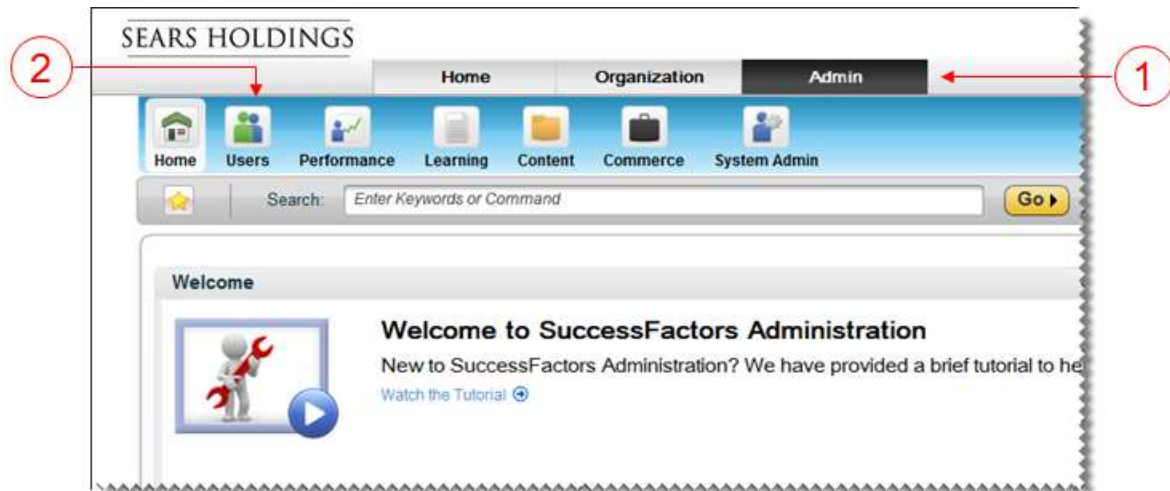 SEARS HOLDINGS
2
Home Organization Admin
1
Home Users Performance Learning Content Commerce System Admin
Search: Enter Keywords or Command Go
Welcome
Welcome to SuccessFactors Administration
New to SuccessFactors Administration? We have provided a brief tutorial to he
Watch the Tutorial